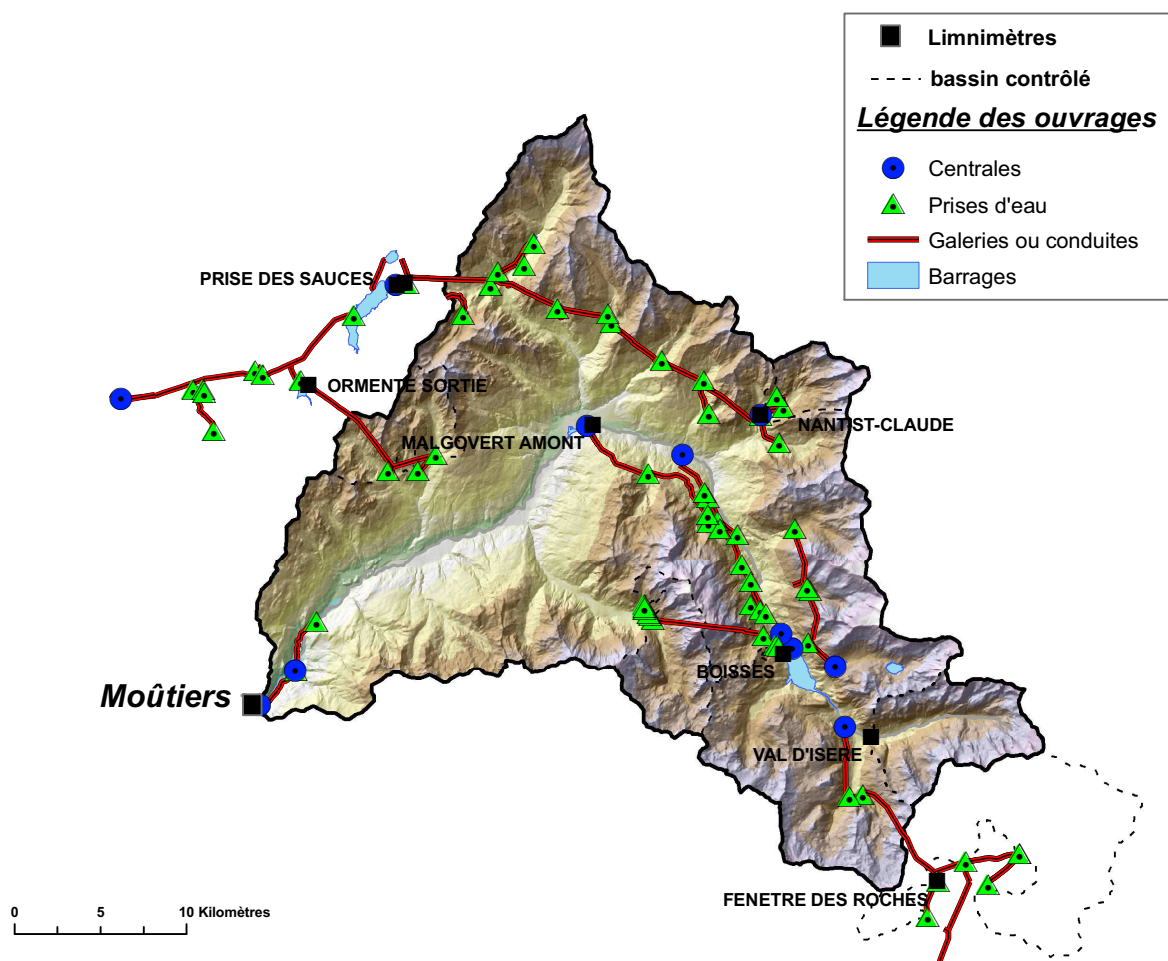 Limnimètres
bassin contrôlé
Légende des ouvrages
Centrales
Prises d'eau
Galeries ou conduites
Barrages
PRISE DES SAUCES
ORMENTE SORTIE
MALGOVERT AMONT
NANT ST-CLAUDE
BOISSES
Moûtiers
VAL D'ISERE
FENETRE DES ROCHES
0 5 10 Kilomètres